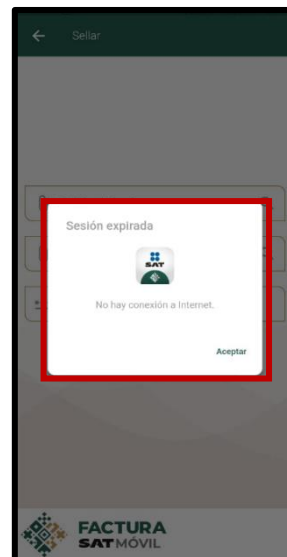 Sellar
Sesión expirada
SAT
No hay conexión a Internet.
Aceptar
FACTURA
SAT MÓVIL